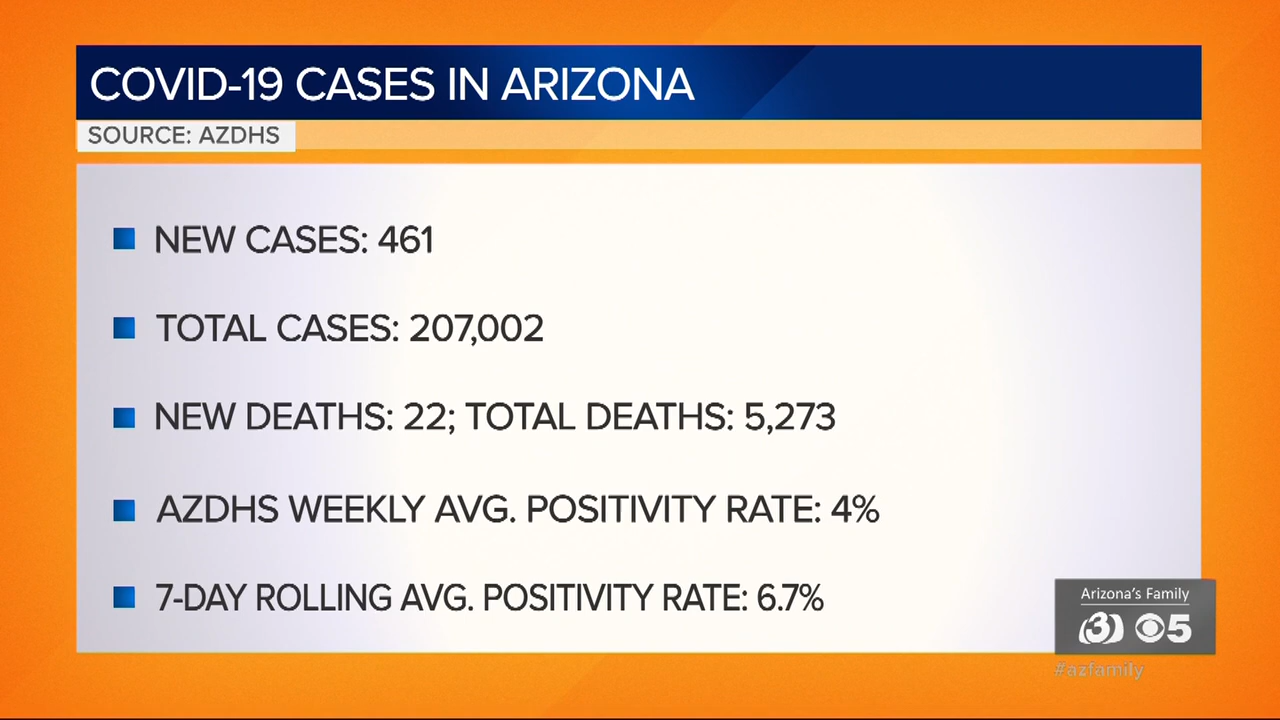 COVID-19 CASES IN ARIZONA
SOURCE: AZDHS
NEW CASES: 461
TOTAL CASES: 207,002
NEW DEATHS: 22; TOTAL DEATHS: 5,273
AZDHS WEEKLY AVG. POSITIVITY RATE: 4%
7-DAY ROLLING AVG. POSITIVITY RATE: 6.7%
Arizona's Family
3 5
#azfamily